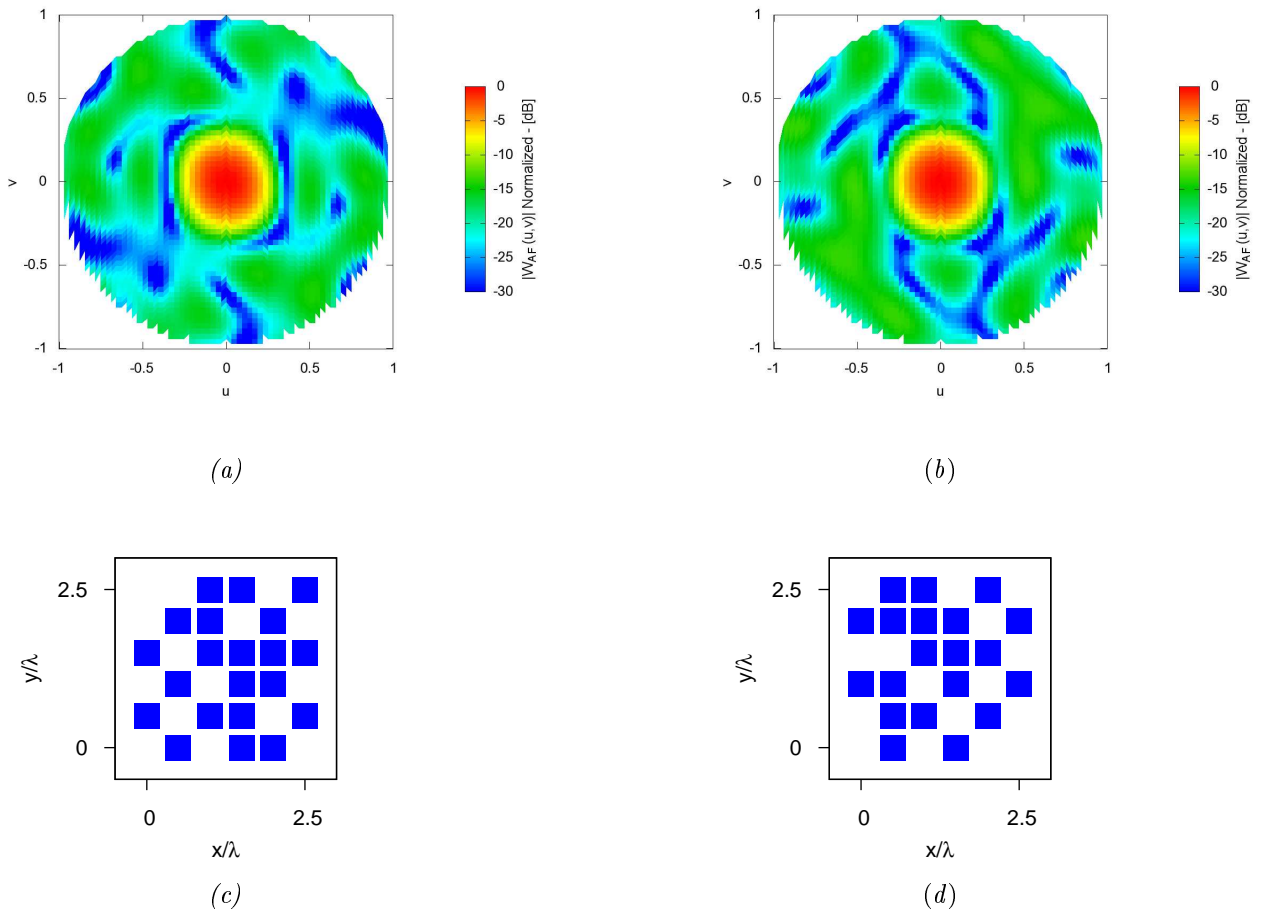 1
0.5
0
-0.5
-1
v
-1 -0.5 0 0.5 1
u
0
-5
-10
-15
-20
-25
-30
|W_AF (u,v)| Normalized - [dB]
(a)
1
0.5
0
-0.5
-1
v
-1 -0.5 0 0.5 1
u
0
-5
-10
-15
-20
-25
-30
|W_AF (u,v)| Normalized - [dB]
(b)
2.5
0
y/λ
0 2.5
x/λ
(c)
2.5
0
y/λ
0 2.5
x/λ
(d)